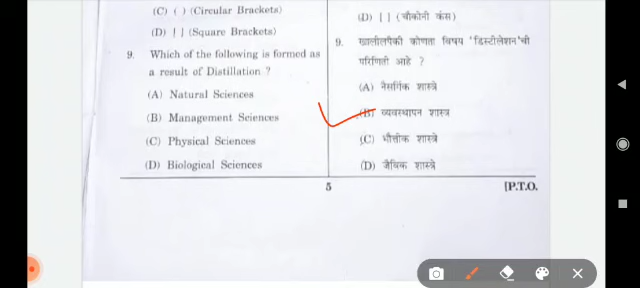 (C) ( ) (Circular Brackets)
(D) [ ] (Square Brackets)
9. Which of the following is formed as
a result of Distillation ?
(A) Natural Sciences
(B) Management Sciences
(C) Physical Sciences
(D) Biological Sciences
(D) [ ] (चौकोनी कंस)
9. खालीलपैकी कोणता विषय 'डिस्टीलेशन'ची
परिणिती आहे ?
(A) नैसर्गिक शास्त्रे
(B) व्यवस्थापन शास्त्र
(C) भौतीक शास्त्रे
(D) जैविक शास्त्रे
5
[P.T.O.